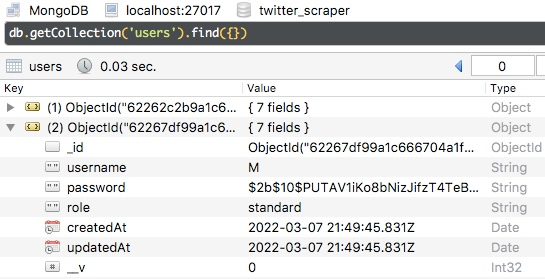 MongoDB localhost:27017 twitter_scraper
db.getCollection('users').find({})
users 0.03 sec. 0
Key Value Type
(1) ObjectId("62262c2b9a1c6... { 7 fields } Object
(2) ObjectId("62267df99a1c6... { 7 fields } Object
_id ObjectId("62267df99a1c666704a1f... ObjectId
"" username M String
"" password $2b$10$PUTAV1iKo8bNizJifzT4TeB... String
"" role standard String
createdAt 2022-03-07 21:49:45.831Z Date
updatedAt 2022-03-07 21:49:45.831Z Date
# __v 0 Int32